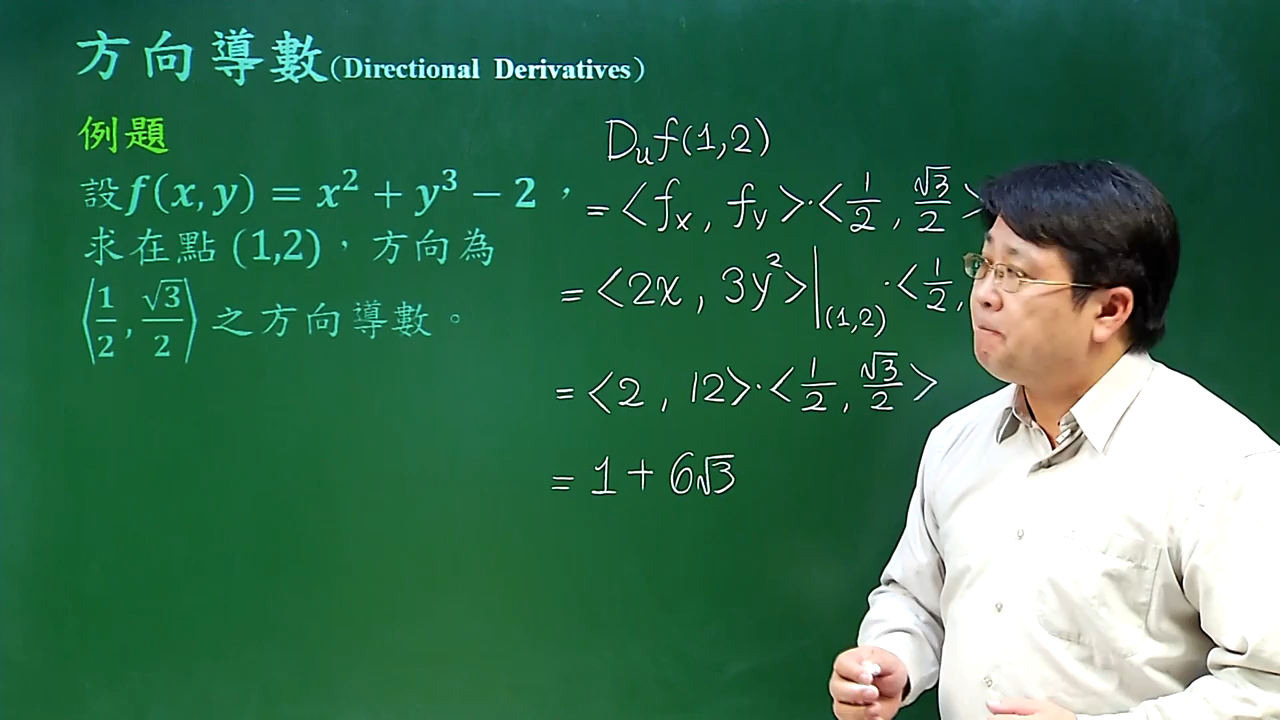 方向導數(Directional Derivatives)
例題
設f(x,y) = x² + y³ − 2，
求在點 (1,2)，方向為
⟨1/2, √3/2⟩ 之方向導數。
Duf(1,2)
= <fx, fy>·<1/2, √3/2>
= <2x, 3y²>|(1,2)·<1/2,
= <2, 12>·<1/2, √3/2>
= 1 + 6√3